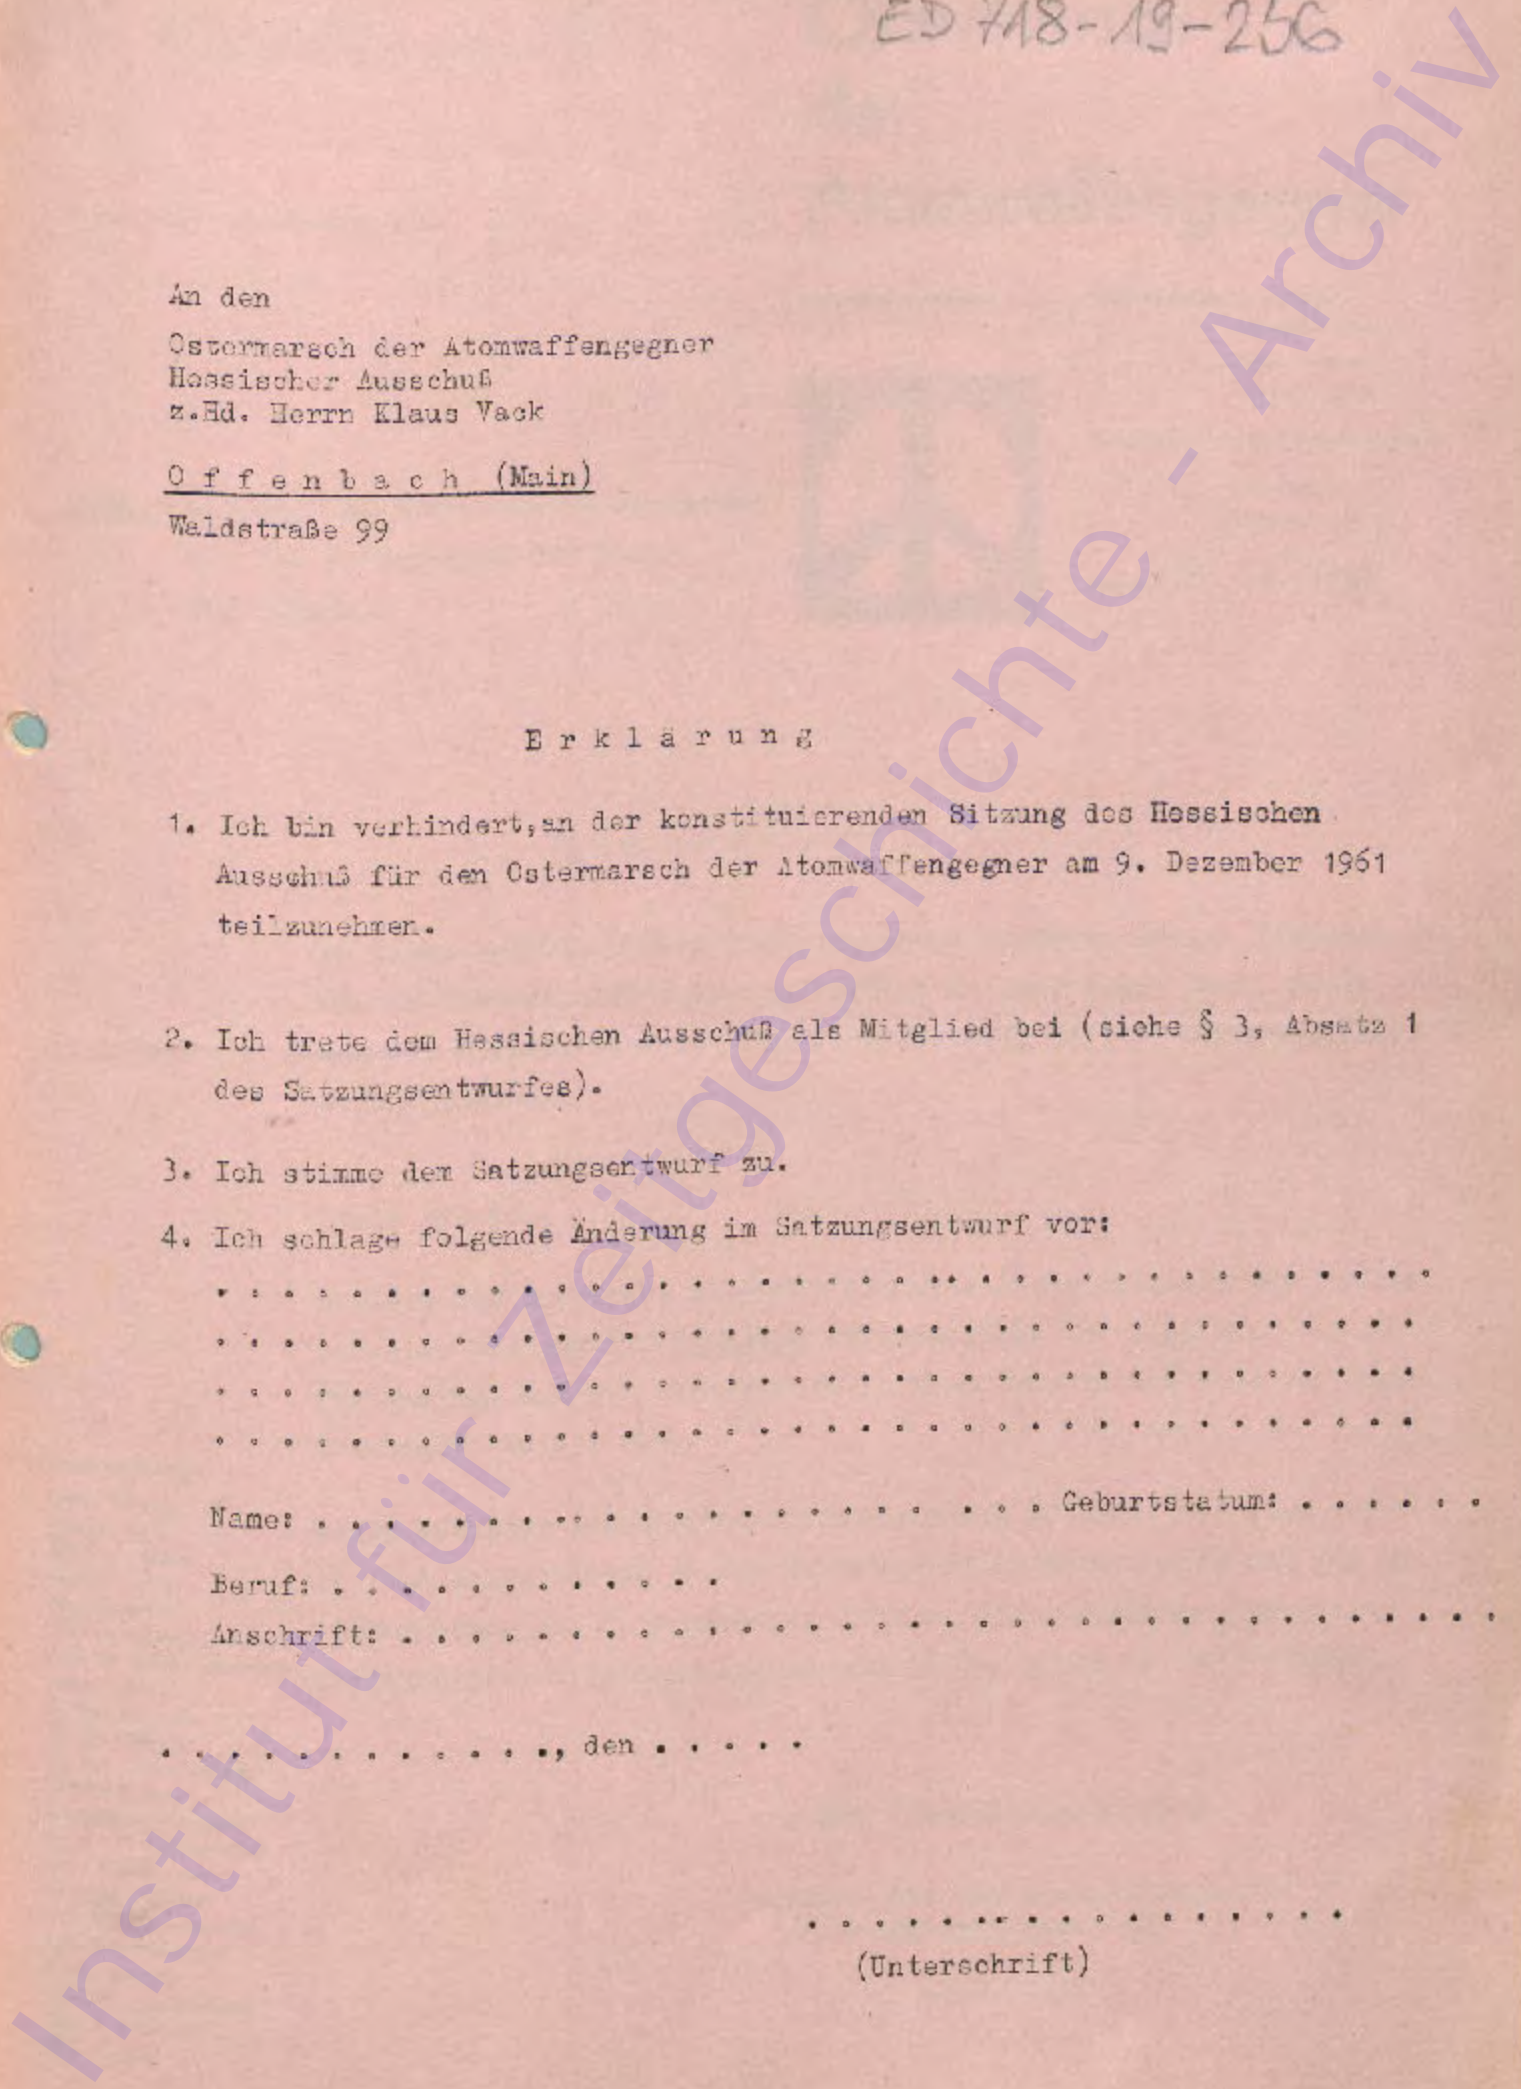 ED 718-19-256
An den
Ostermarsch der Atomwaffengegner
Hessischer Ausschuß
z.Hd. Herrn Klaus Vack
O f f e n b a c h (Main)
Waldstraße 99
E r k l ä r u n g
1. Ich bin verhindert,an der konstituierenden Sitzung des Hessischen
Ausschuß für den Ostermarsch der Atomwaffengegner am 9. Dezember 1961
teilzunehmen.
2. Ich trete dem Hessischen Ausschuß als Mitglied bei (siehe § 3, Absatz 1
des Satzungsentwurfes).
3. Ich stimme dem Satzungsentwurf zu.
4. Ich schlage folgende Änderung im Satzungsentwurf vor:
. . . . . . . . . . . . . . . . . . . . . .. . . . . . . . . . . . . . .
. . . . . . . . . . . . . . . . . . . . . . . . . . . . . . . . . . . .
. . . . . . . . . . . . . . . . . . . . . . . . . . . . . . . . . . . .
. . . . . . . . . . . . . . . . . . . . . . . . . . . . . . . . . . . .
Name: . . . . . . . .. . . . . . . . . . . . . . Geburtstatum: . . . . . .
Beruf: . . . . . . . . . . . .
Anschrift: . . . . . . . . . . . . . . . . . . . . . . . . . . . . . . . . .
. . . . . . . . . . . ., den . . . . .
. . . . . .. . . . . . . . . . .
(Unterschrift)
Institut für Zeitgeschichte - Archiv